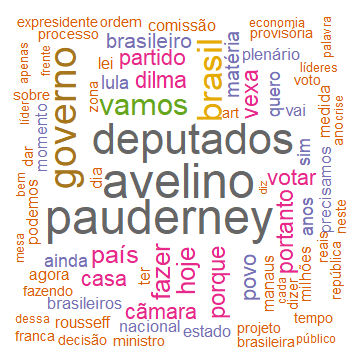 expresidente ordem comissão economia
processo brasileiro provisória palavra
apenas frente lei partido matéria plenário líderes
líder sobre lula dilma vexa quero vai voto
governo momento zona vamos brasil art medida ano crise
deputados
bem dar podemos dia avelino diz votar sim precisamos
pauderney portanto anos neste
mesa ainda país fazer hoje porque povo manaus cada dizer milhões reais república
agora casa ter
fazendo câmara
brasileiros nacional estado projeto tempo
dessa rousseff decisão ministro brasileira público
franca